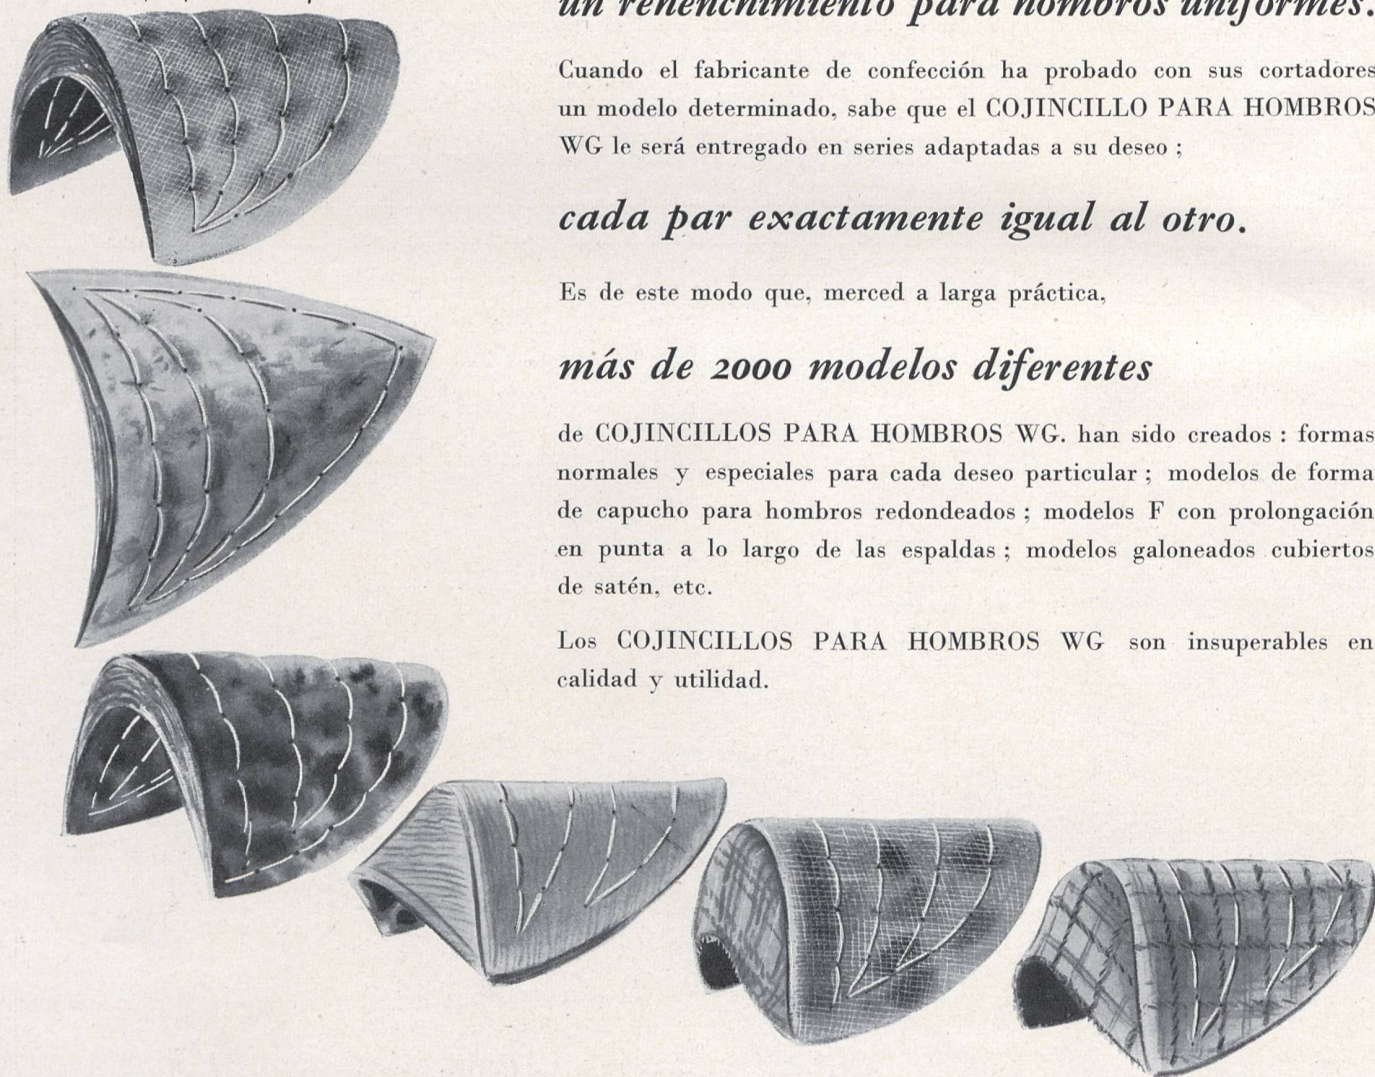 un rehenchimiento para hombros uniformes.
Cuando el fabricante de confección ha probado con sus cortadores
un modelo determinado, sabe que el COJINCILLO PARA HOMBROS
WG le será entregado en series adaptadas a su deseo ;
cada par exactamente igual al otro.
Es de este modo que, merced a larga práctica,
más de 2000 modelos diferentes
de COJINCILLOS PARA HOMBROS WG. han sido creados : formas
normales y especiales para cada deseo particular ; modelos de forma
de capucho para hombros redondeados ; modelos F con prolongación
en punta a lo largo de las espaldas ; modelos galoneados cubiertos
de satén, etc.
Los COJINCILLOS PARA HOMBROS WG son insuperables en
calidad y utilidad.